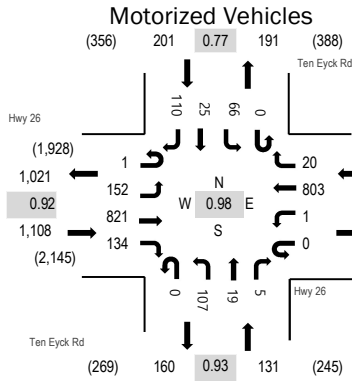 Motorized Vehicles
(356) 201 0.77 191 (388)
Ten Eyck Rd
110 25 66 0
Hwy 26
(1,928)
1 20
1,021
152 N 803
0.92 W 0.98 E
821 S 1
1,108
134 0
(2,145)
0 107 19 5
Hwy 26
Ten Eyck Rd
(269) 160 0.93 131 (245)